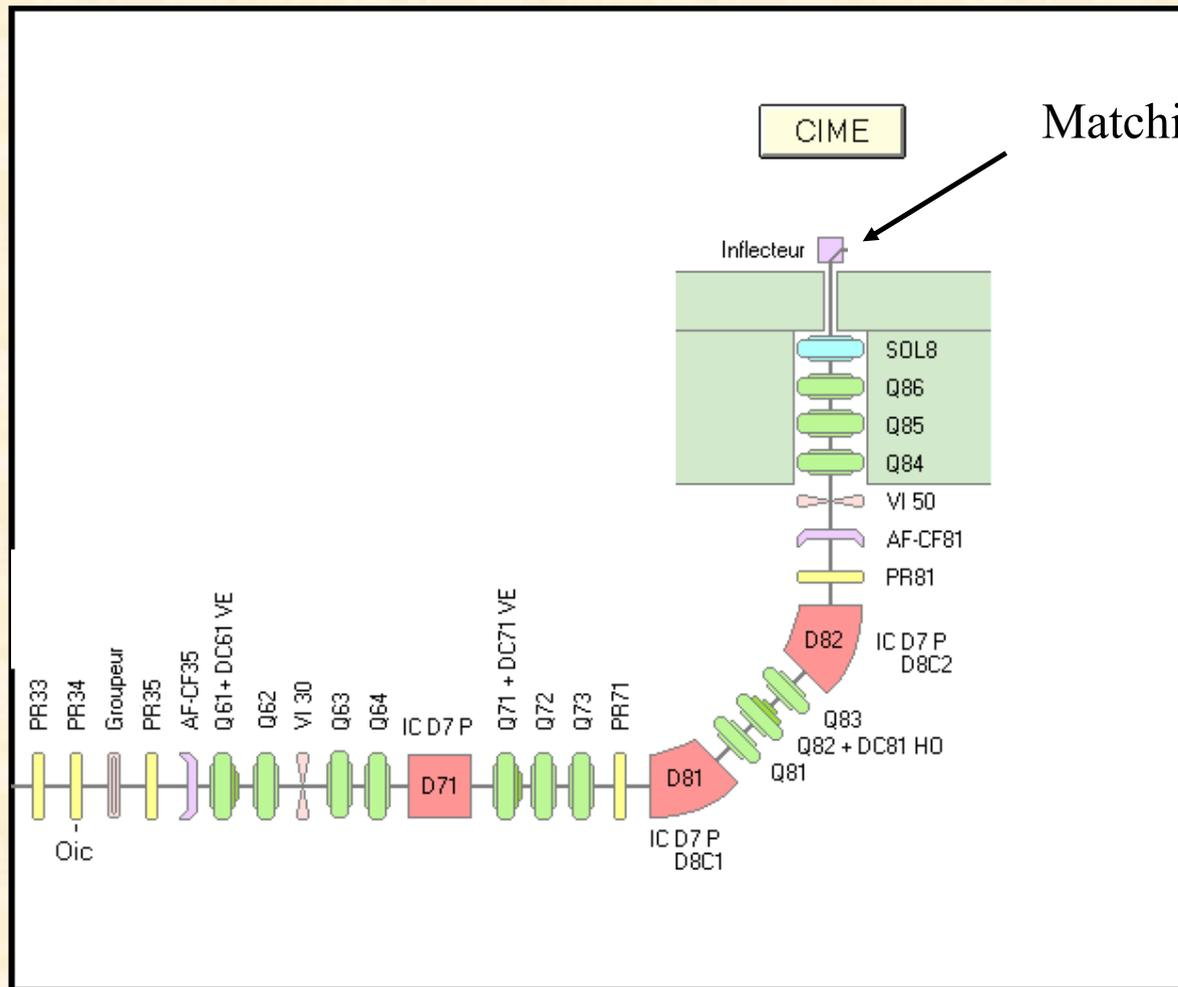 CIME
Matchi
Inflecteur
SOL8
Q86
Q85
Q84
VI 50
AF-CF81
PR81
D82
IC D7 P
D8C2
Q83
Q82 + DC81 HO
Q81
PR33
PR34
Groupeur
PR35
AF-CF35
Q61+ DC61 VE
Q62
VI 30
Q63
Q64
IC D7 P
D71
Q71 + DC71 VE
Q72
Q73
PR71
D81
IC D7 P
D8C1
Oic